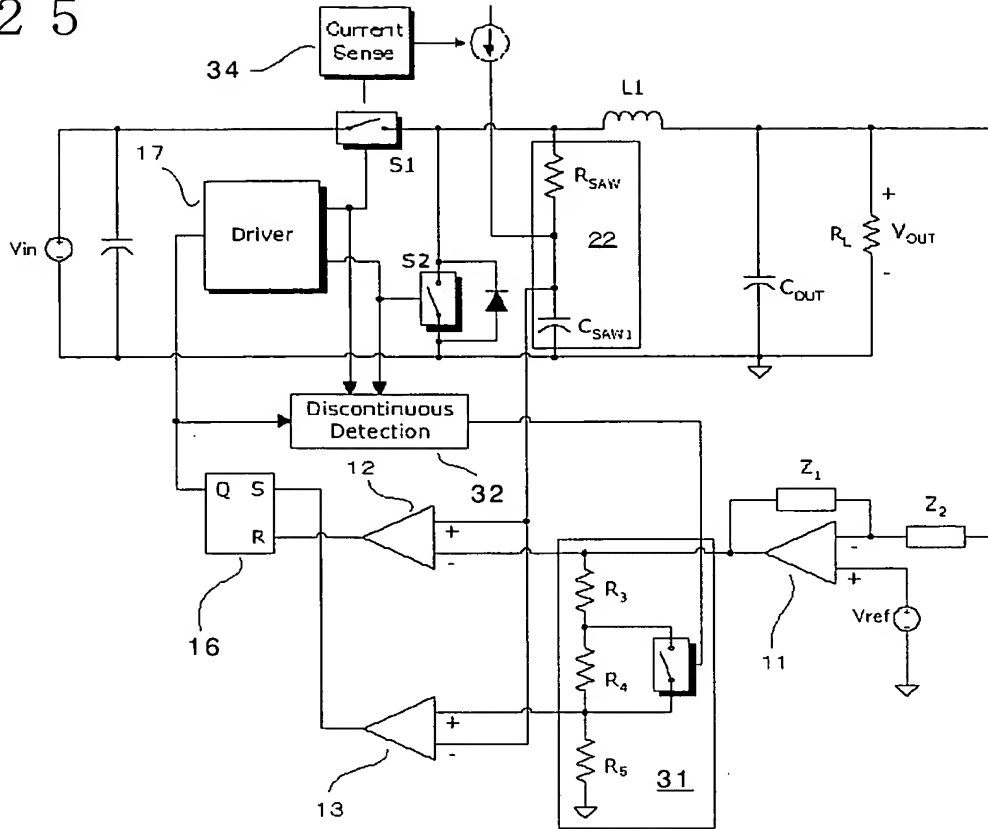 2 5
Current
Sense
34
L1
S1
17
R_SAW
+
Driver
22
R_L
V_OUT
Vin
S2
-
C_OUT
C_SAW1
Discontinuous
Detection
32
12
Z_1
Z_2
Q
S
R
+
-
-
+
11
16
R_3
Vref
R_4
+
-
13
R_5
31